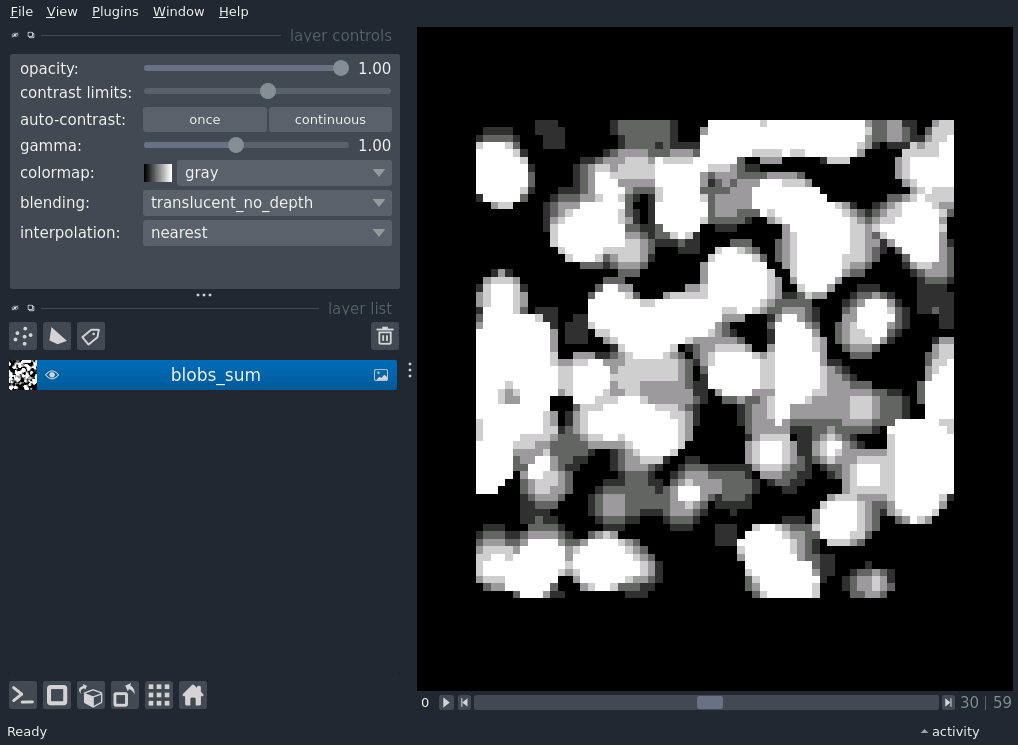 File View Plugins Window Help
layer controls
opacity: 1.00
contrast limits:
auto-contrast: once continuous
gamma: 1.00
colormap: gray
blending: translucent_no_depth
interpolation: nearest
layer list
blobs_sum
0 30 | 59
Ready activity